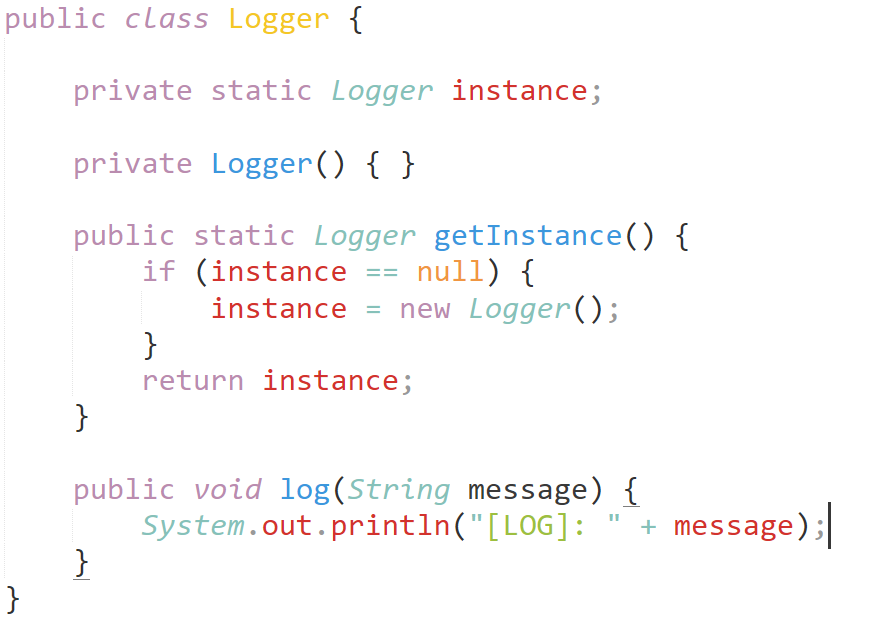 public class Logger {
private static Logger instance;
private Logger() { }
public static Logger getInstance() {
if (instance == null) {
instance = new Logger();
}
return instance;
}
public void log(String message) {
System.out.println("[LOG]: " + message);
}
}